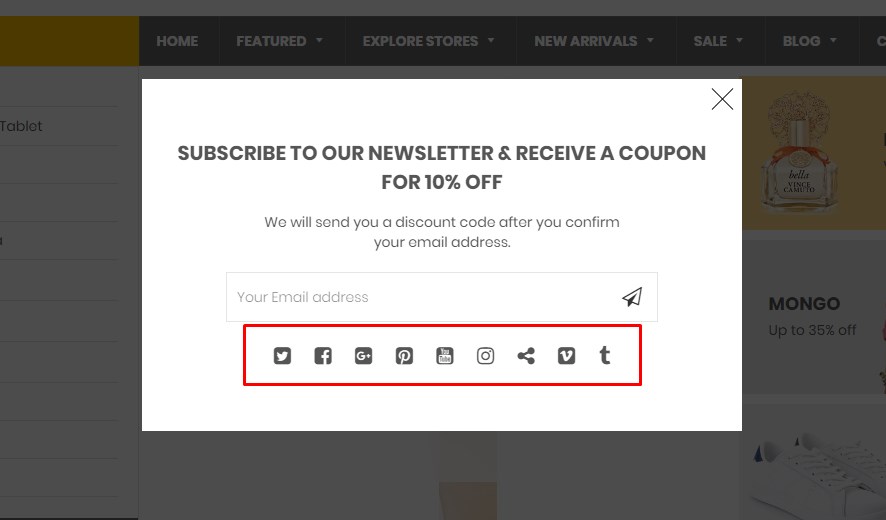 HOME FEATURED EXPLORE STORES NEW ARRIVALS SALE BLOG
Tablet
SUBSCRIBE TO OUR NEWSLETTER & RECEIVE A COUPON
FOR 10% OFF
We will send you a discount code after you confirm
your email address.
Your Email address
You
Tube
bella
VINCE
CAMUTO
MONGO
Up to 35% off